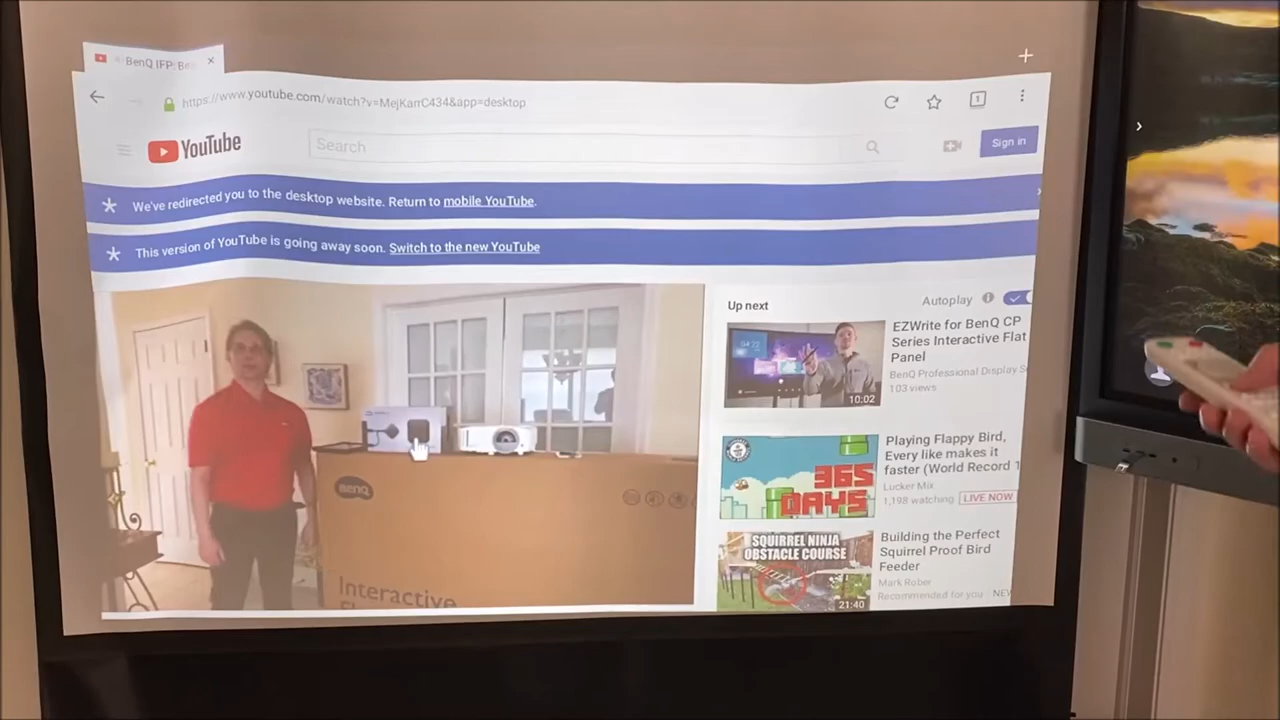 BenQ IFP: Be
https://www.youtube.com/watch?v=MejKarrC434&app=desktop
1
YouTube
Search
Sign in
We've redirected you to the desktop website. Return to mobile YouTube.
This version of YouTube is going away soon. Switch to the new YouTube
Up next
Autoplay
EZWrite for BenQ CP
Series Interactive Flat
Panel
BenQ Professional Display S
103 views
10:02
Playing Flappy Bird,
Every like makes it
faster (World Record 1
Lucker Mix
1,198 watching LIVE NOW
365
DAYS
Building the Perfect
Squirrel Proof Bird
Feeder
Mark Rober
Recommended for you NEW
SQUIRREL NINJA
OBSTACLE COURSE
21:40
BENQ
Interactive